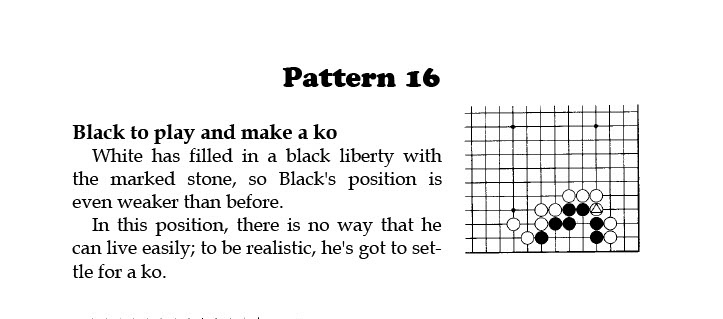 Pattern 16
Black to play and make a ko
White has filled in a black liberty with
the marked stone, so Black's position is
even weaker than before.
In this position, there is no way that he
can live easily; to be realistic, he's got to set-
tle for a ko.